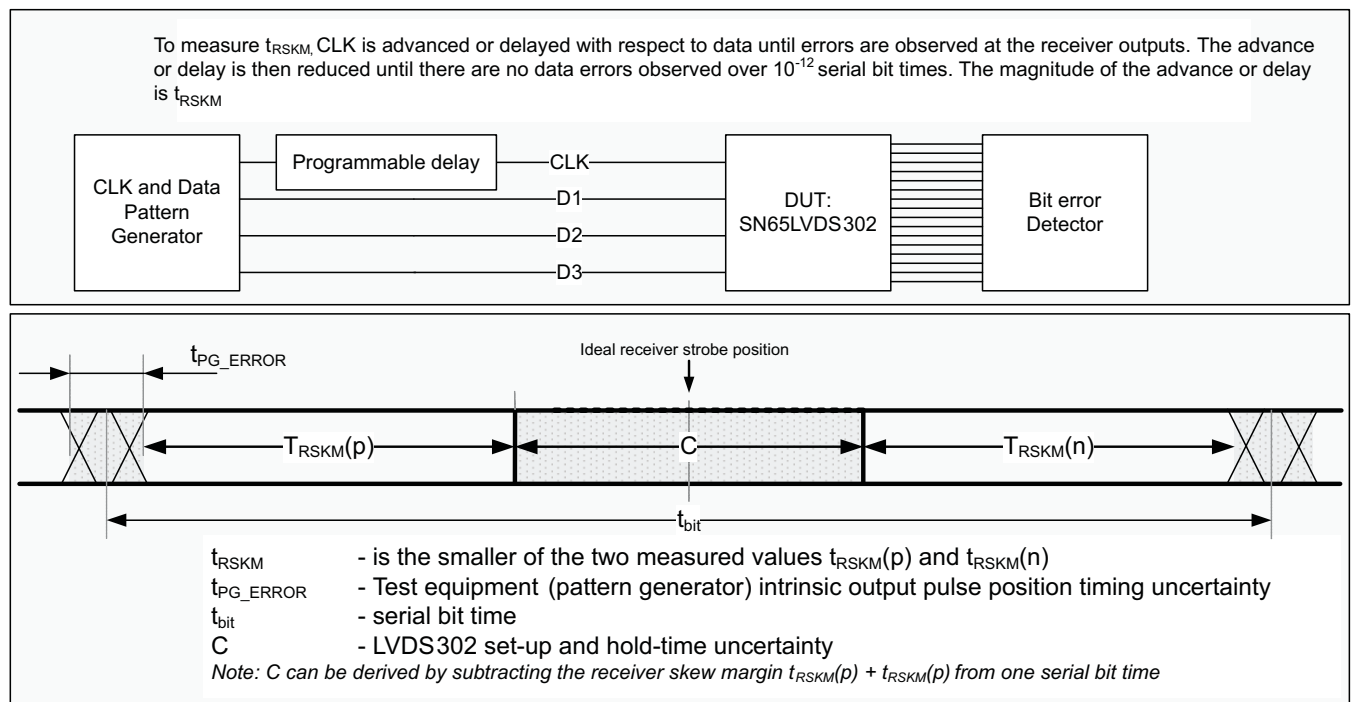 To measure tRSKM, CLK is advanced or delayed with respect to data until errors are observed at the receiver outputs. The advance
or delay is then reduced until there are no data errors observed over 10-12 serial bit times. The magnitude of the advance or delay
is tRSKM
CLK and Data
Pattern
Generator
Programmable delay
CLK
D1
D2
D3
DUT:
SN65LVDS302
Bit error
Detector
tPG_ERROR
Ideal receiver strobe position
TRSKM(p)
C
TRSKM(n)
tbit
tRSKM - is the smaller of the two measured values tRSKM(p) and tRSKM(n)
tPG_ERROR - Test equipment (pattern generator) intrinsic output pulse position timing uncertainty
tbit - serial bit time
C - LVDS302 set-up and hold-time uncertainty
Note: C can be derived by subtracting the receiver skew margin tRSKM(p) + tRSKM(p) from one serial bit time